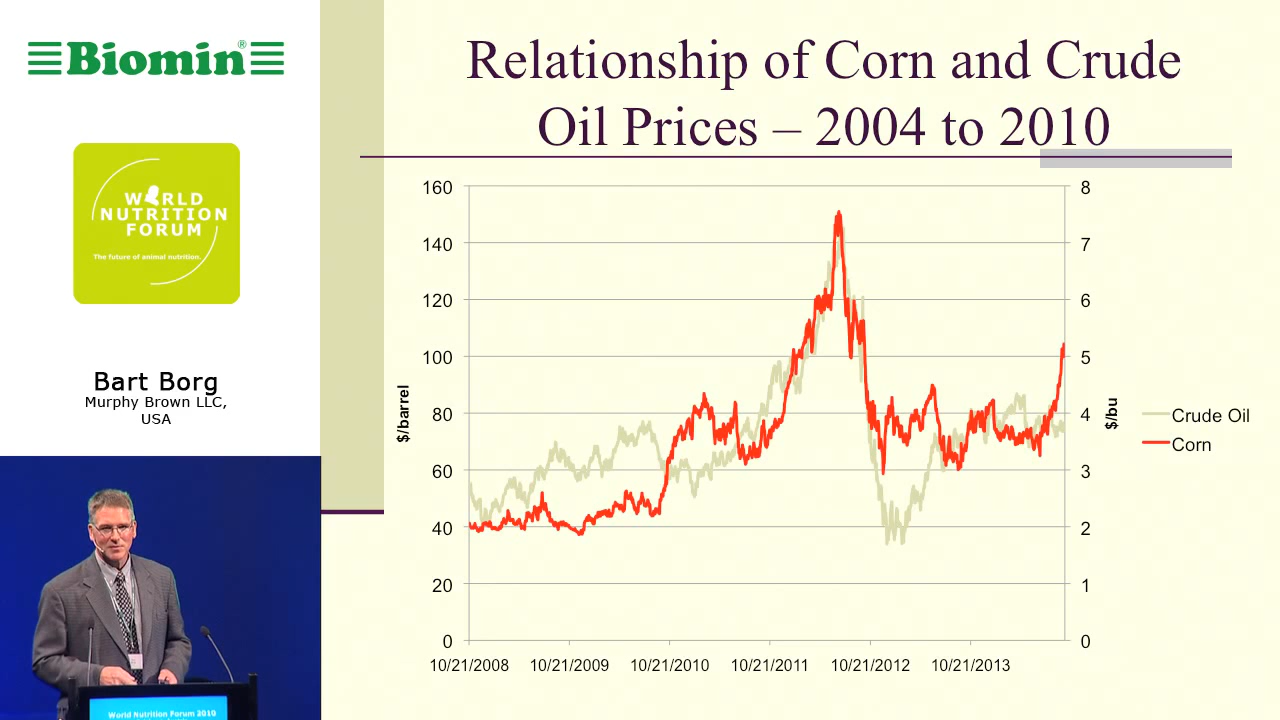 Biomin®
WORLD
NUTRITION
FORUM
The future of animal nutrition.
Bart Borg
Murphy Brown LLC,
USA
World Nutrition Forum 2010
Relationship of Corn and Crude
Oil Prices – 2004 to 2010
160
140
120
100
80
60
40
20
0
$/barrel
8
7
6
5
4
3
2
1
0
$/bu
10/21/2008 10/21/2009 10/21/2010 10/21/2011 10/21/2012 10/21/2013
Crude Oil
Corn